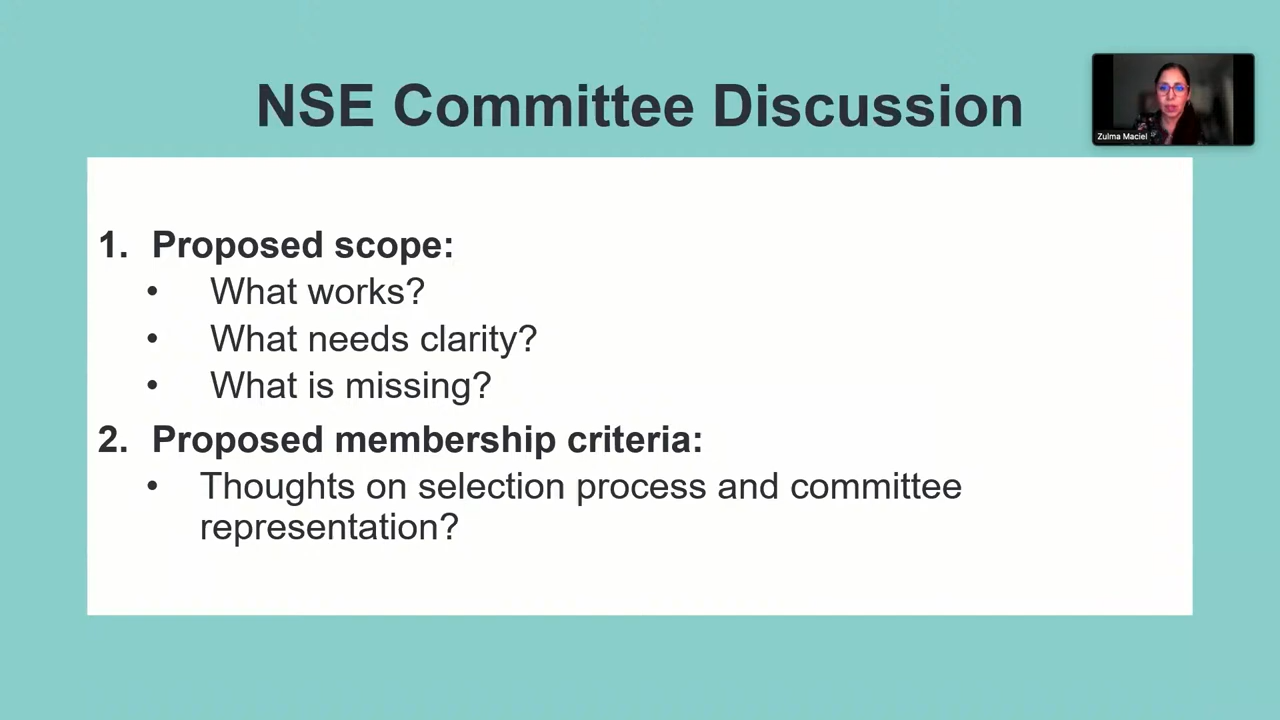 NSE Committee Discussion
Zulma Maciel
1. Proposed scope:
• What works?
• What needs clarity?
• What is missing?
2. Proposed membership criteria:
• Thoughts on selection process and committee
representation?